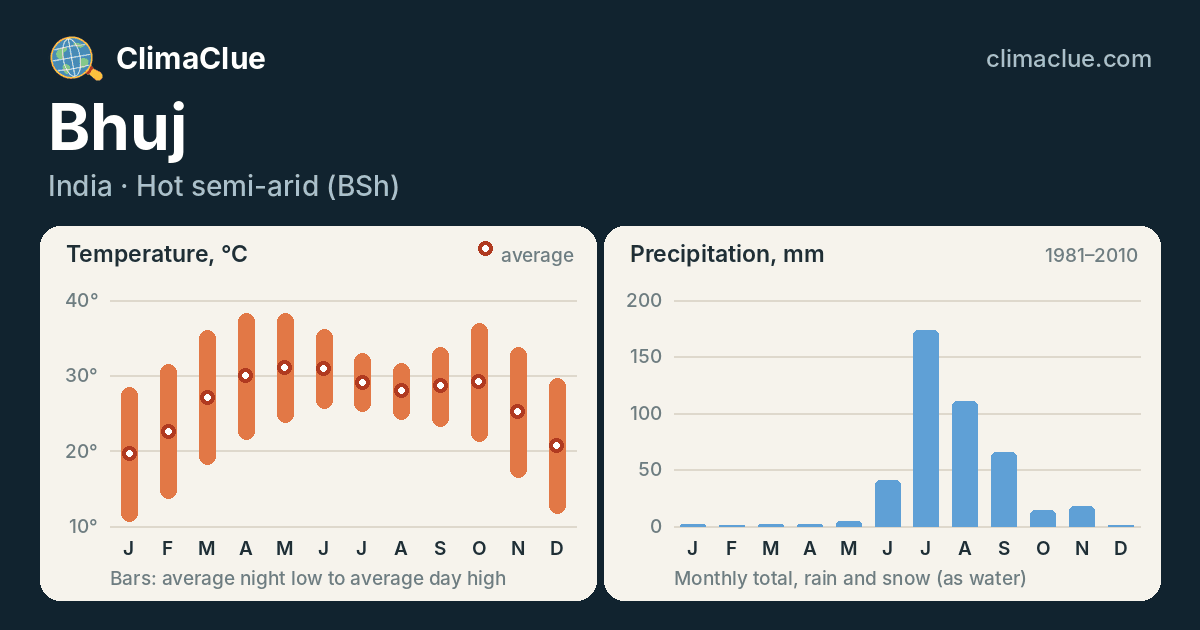 ClimaClue
climaclue.com
Bhuj
India · Hot semi-arid (BSh)
Temperature, °C
average
40°
30°
20°
10°
J F M A M J J A S O N D
Bars: average night low to average day high
Precipitation, mm
1981–2010
200
150
100
50
0
J F M A M J J A S O N D
Monthly total, rain and snow (as water)